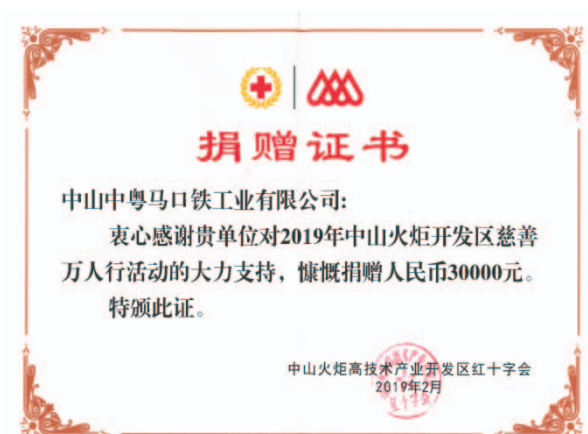 捐赠证书
中山中粤马口铁工业有限公司:
衷心感谢贵单位对2019年中山火炬开发区慈善
万人行活动的大力支持，慷慨捐赠人民币30000元。
特颁此证。
中山火炬高技术产业开发区红十字会
2019年2月